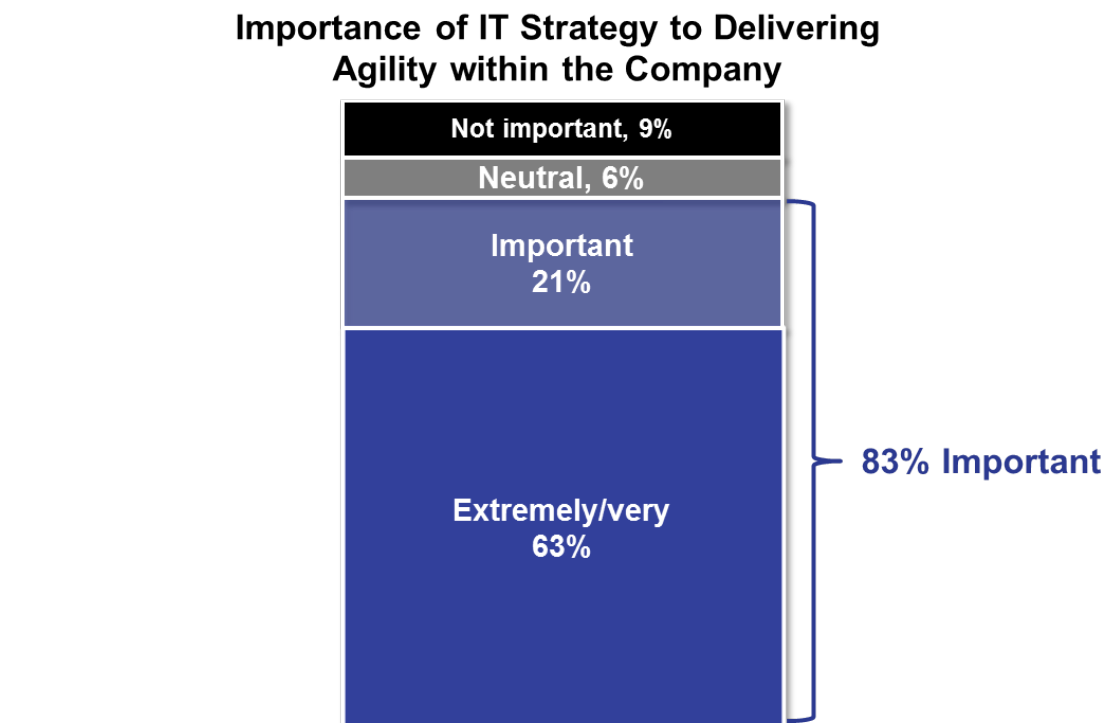 Importance of IT Strategy to Delivering
Agility within the Company
Not important, 9%
Neutral, 6%
Important
21%
83% Important
Extremely/very
63%